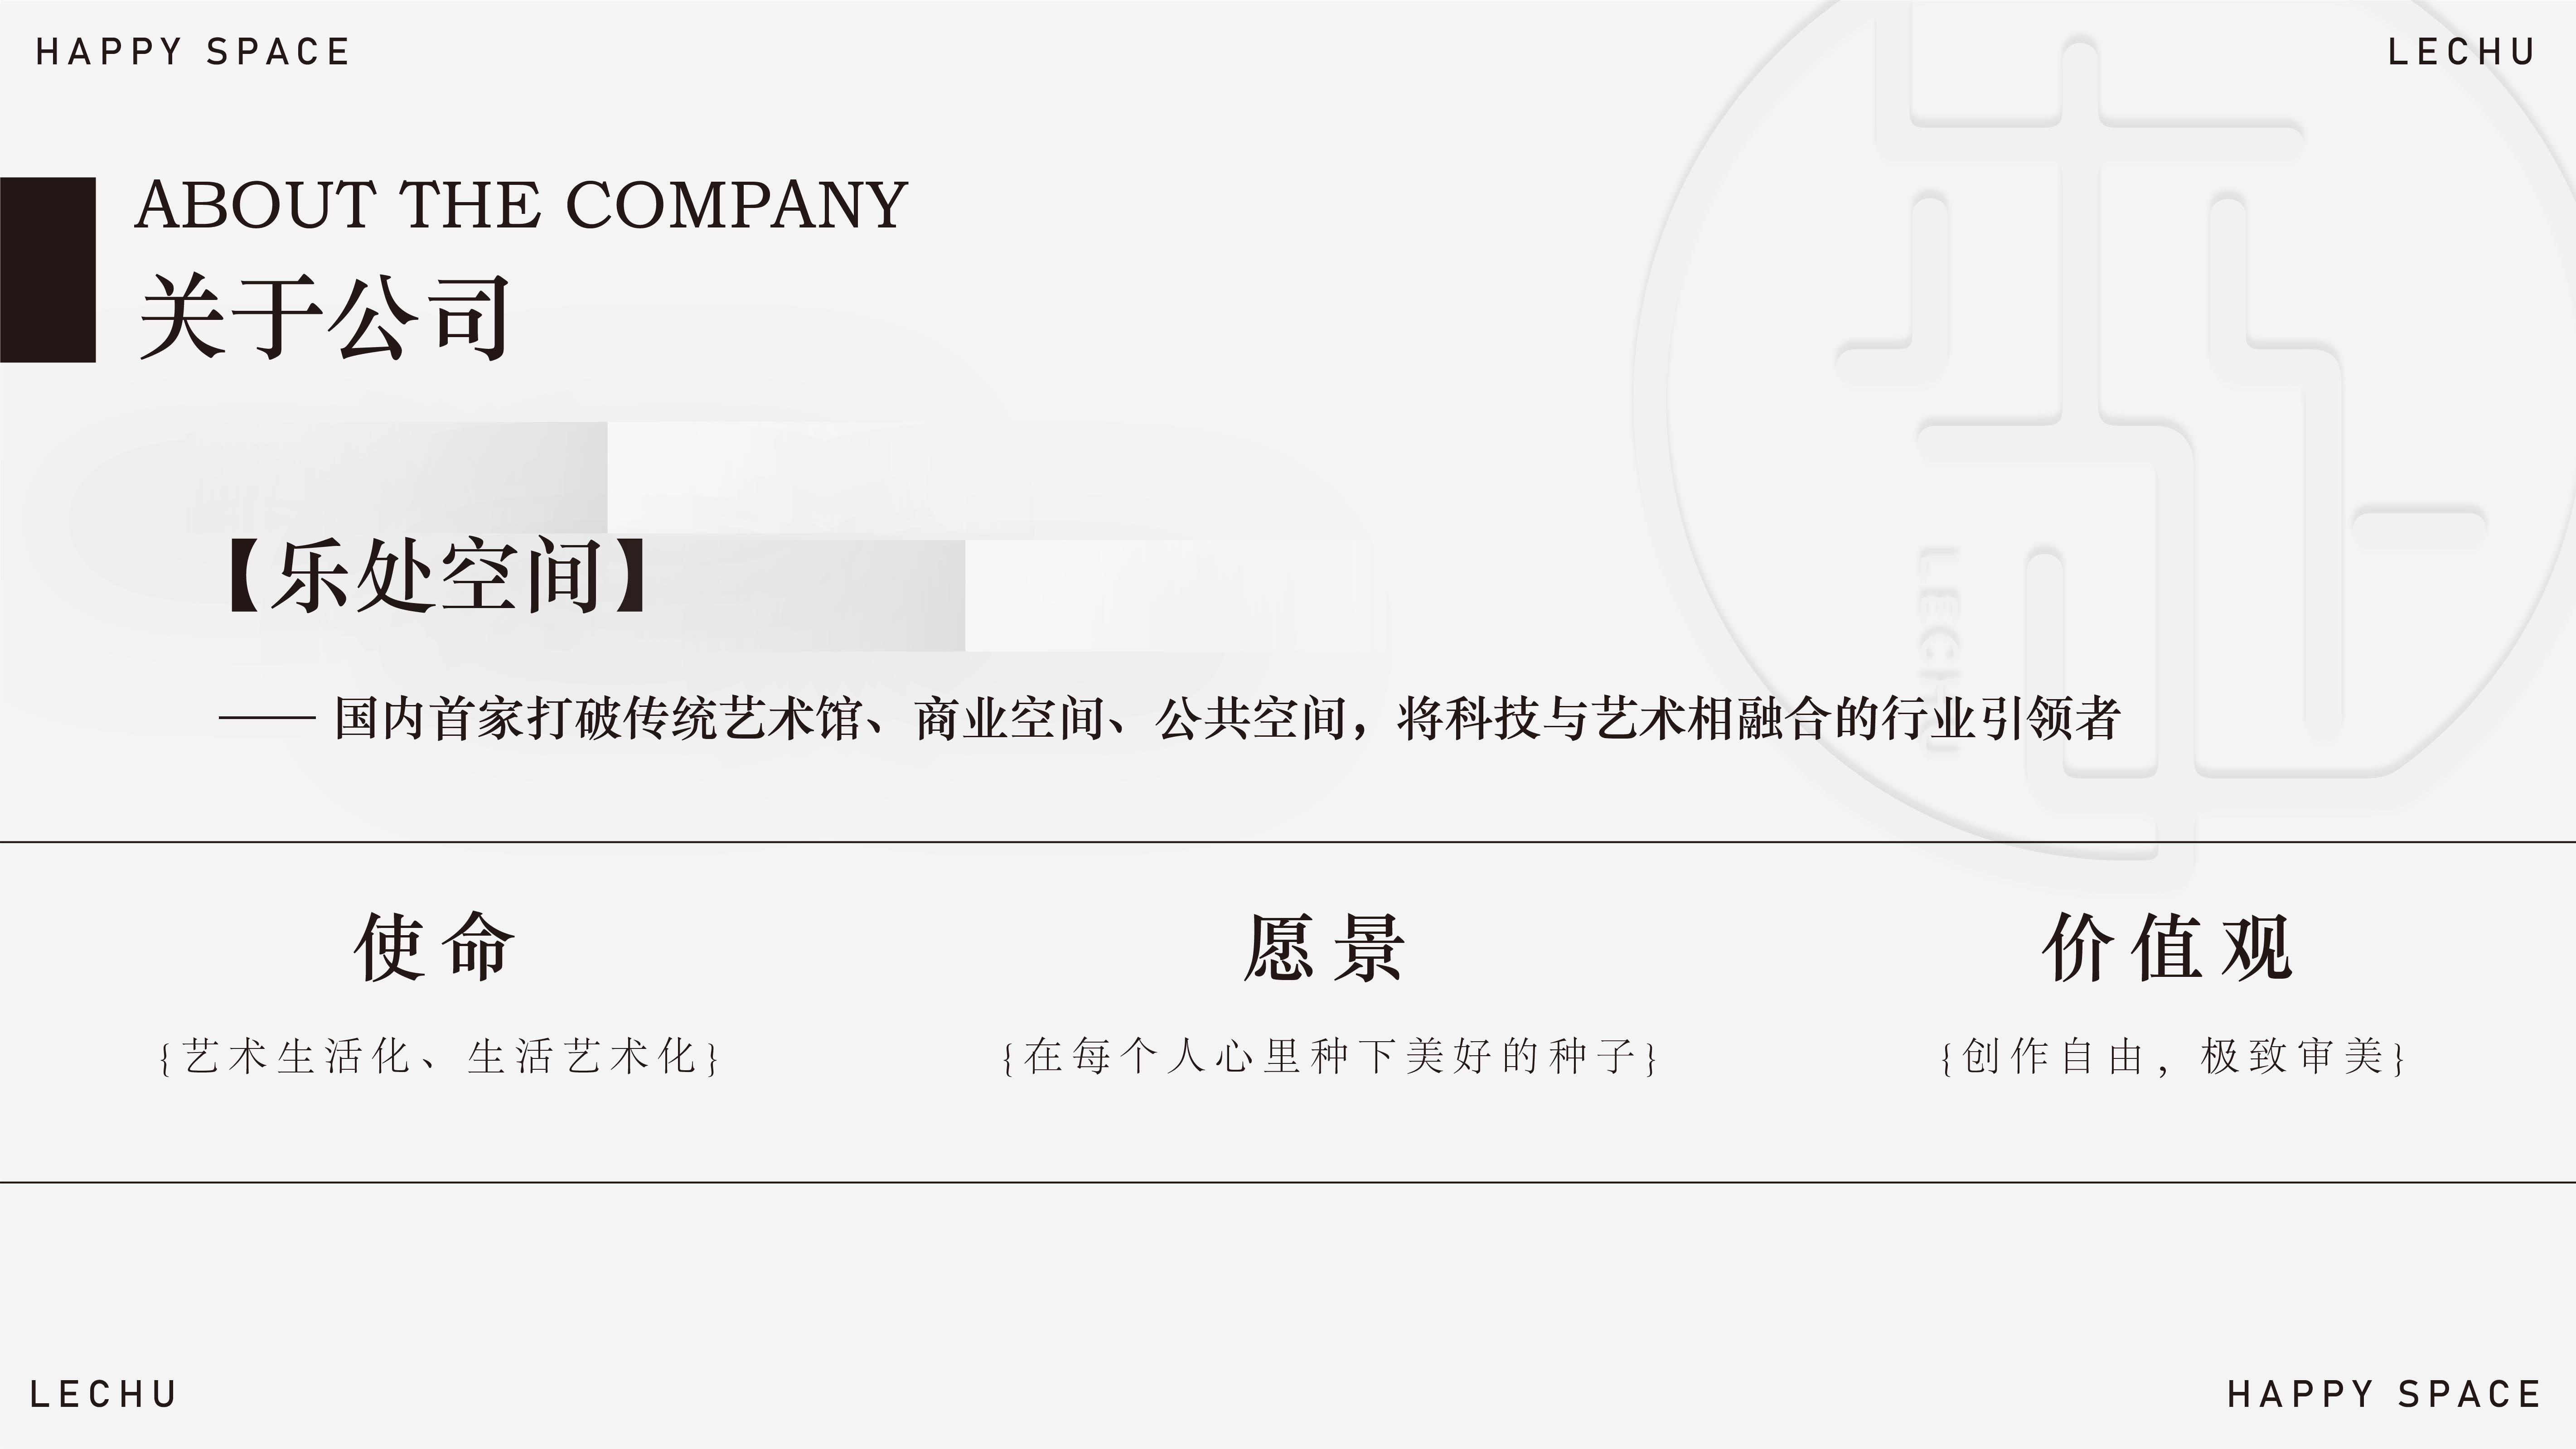 HAPPY SPACE
LECHU
ABOUT THE COMPANY
关于公司
【乐处空间】
—— 国内首家打破传统艺术馆、商业空间、公共空间，将科技与艺术相融合的行业引领者
LECHU
使命
愿景
价值观
{艺术生活化、生活艺术化}
{在每个人心里种下美好的种子}
{创作自由，极致审美}
LECHU
HAPPY SPACE